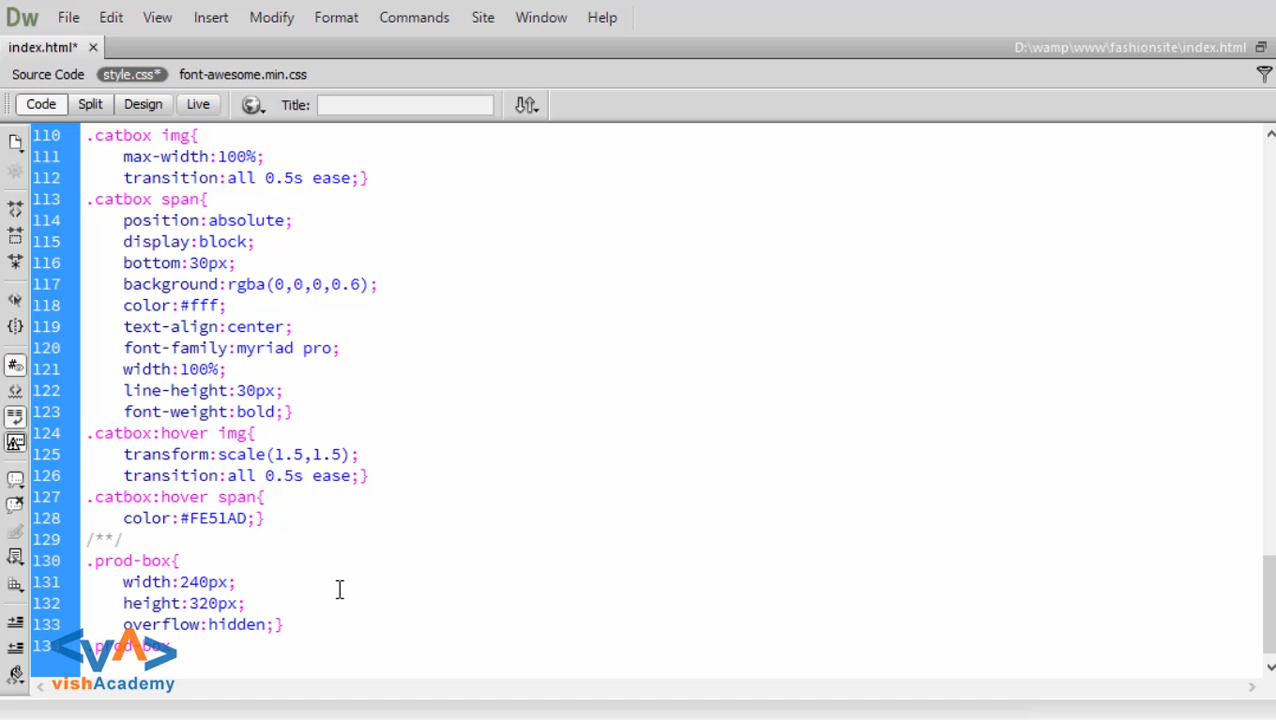 Dw File Edit View Insert Modify Format Commands Site Window Help
index.html* D:\wamp\www\fashionsite\index.html
Source Code style.css* font-awesome.min.css
Code Split Design Live Title:
110 .catbox img{
111 max-width:100%;
112 transition:all 0.5s ease;}
113 .catbox span{
114 position:absolute;
115 display:block;
116 bottom:30px;
117 background:rgba(0,0,0,0.6);
118 color:#fff;
119 text-align:center;
120 font-family:myriad pro;
121 width:100%;
122 line-height:30px;
123 font-weight:bold;}
124 .catbox:hover img{
125 transform:scale(1.5,1.5);
126 transition:all 0.5s ease;}
127 .catbox:hover span{
128 color:#FE51AD;}
129 /**/
130 .prod-box{
131 width:240px;
132 height:320px;
133 overflow:hidden;}
134 .prod-box
<VA>
vishAcademy